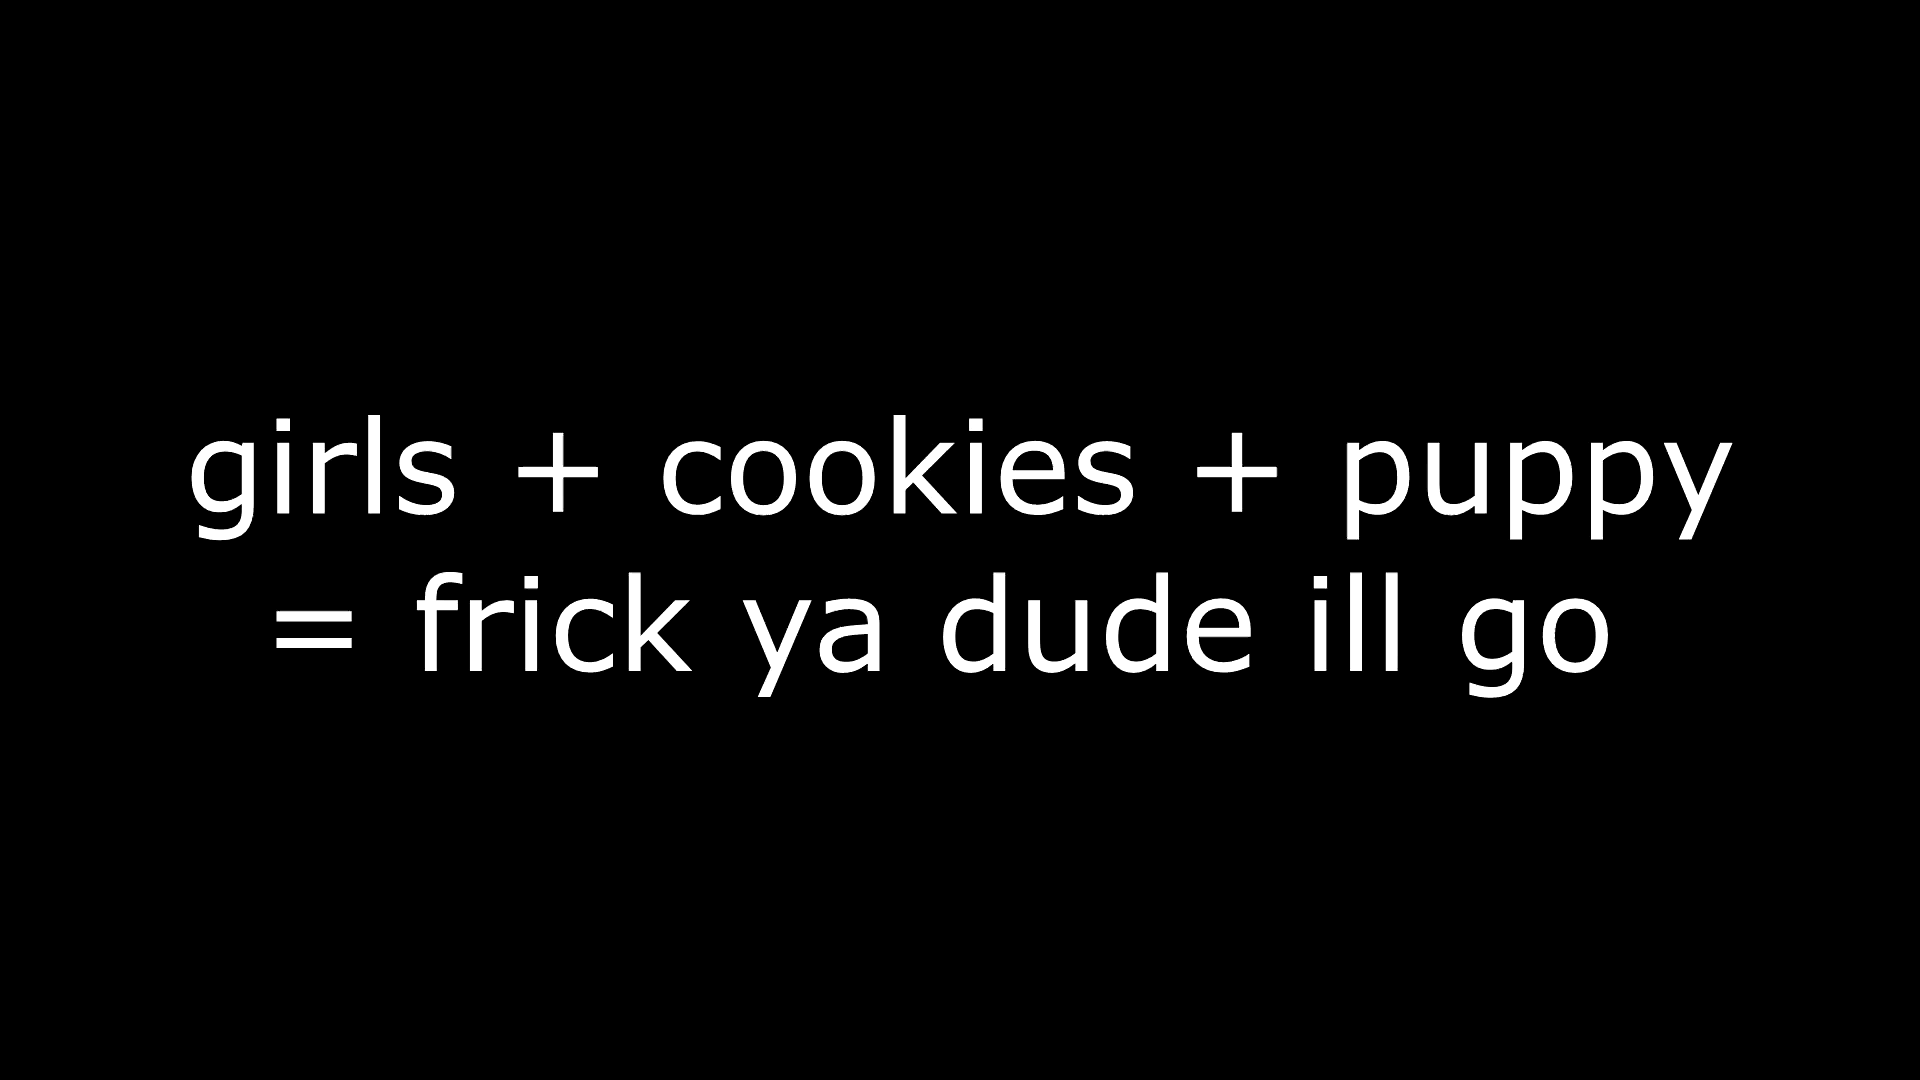 girls + cookies + puppy
= frick ya dude ill go